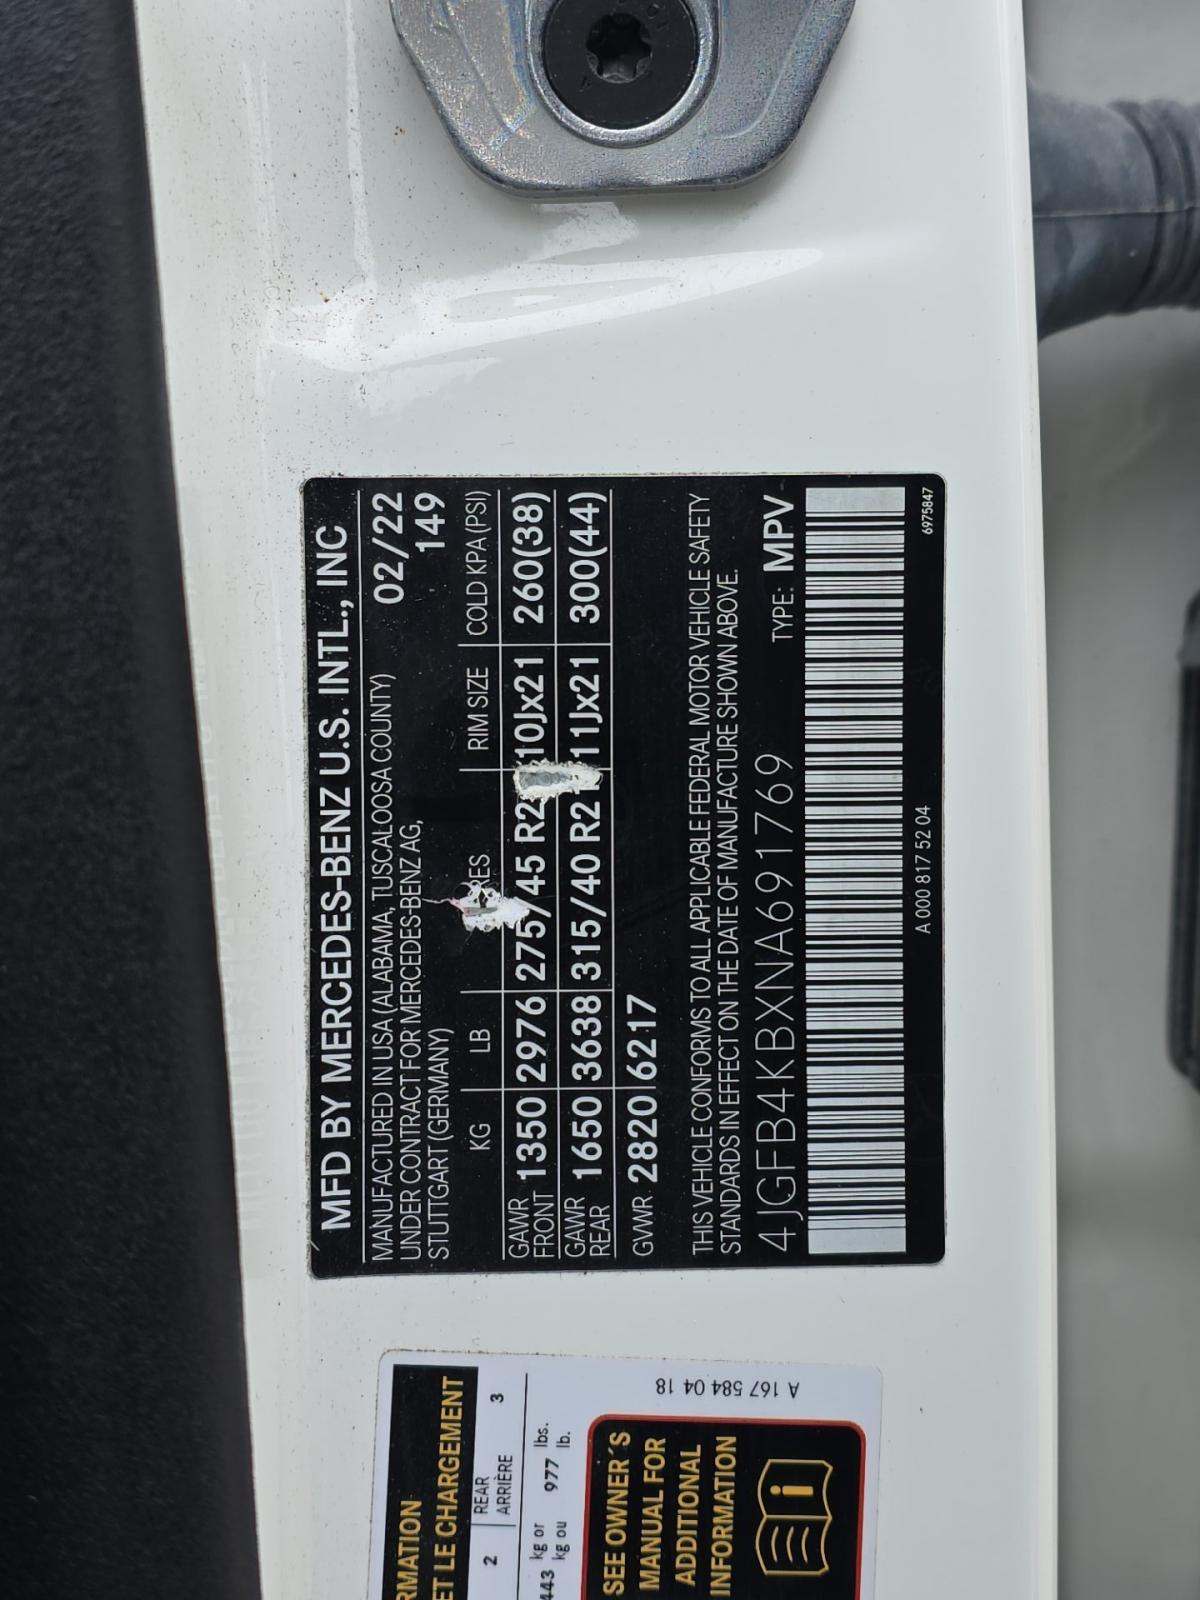 MFD BY MERCEDES-BENZ U.S. INTL., INC
MANUFACTURED IN USA (ALABAMA, TUSCALOOSA COUNTY) 02/22
UNDER CONTRACT FOR MERCEDES-BENZ AG, 149
STUTTGART (GERMANY)
KG LB RIM SIZE COLD KPA (PSI)
GAWR FRONT 1350 2976 275/45 R2 10Jx21 260(38)
GAWR REAR 1650 3638 315/40 R2 11Jx21 300(44)
GVWR 2820 6217
THIS VEHICLE CONFORMS TO ALL APPLICABLE FEDERAL MOTOR VEHICLE SAFETY
STANDARDS IN EFFECT ON THE DATE OF MANUFACTURE SHOWN ABOVE.
4JGFB4KBXNA691769 TYPE: MPV
A 000 817 52 04 6975847
RMATION
ET LE CHARGEMENT
2 REAR ARRIÈRE 3
443 kg or kg ou 977 lbs. lb.
SEE OWNER´S
MANUAL FOR
ADDITIONAL
INFORMATION
A 167 584 04 18